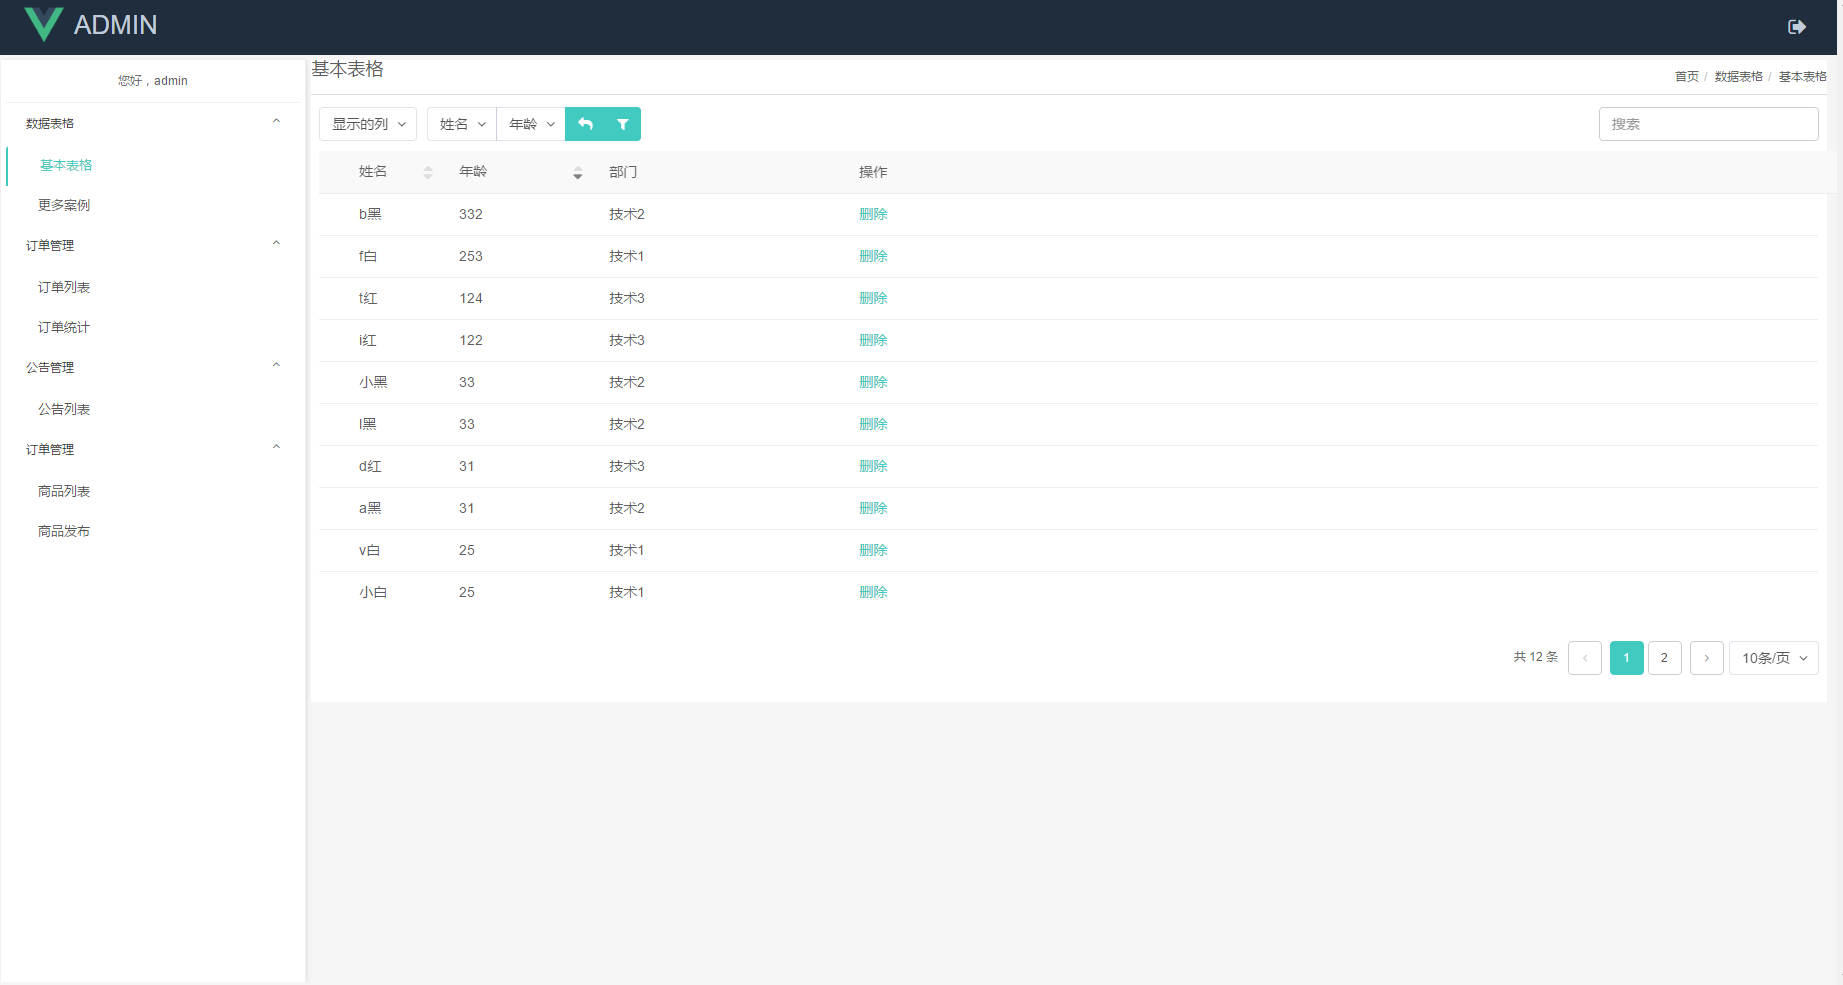 ADMIN
您好，admin
数据表格
基本表格
更多案例
订单管理
订单列表
订单统计
公告管理
公告列表
订单管理
商品列表
商品发布
基本表格
首页 / 数据表格 / 基本表格
显示的列 姓名 年龄 搜索
姓名 年龄 部门 操作
b黑 332 技术2 删除
f白 253 技术1 删除
t红 124 技术3 删除
i红 122 技术3 删除
小黑 33 技术2 删除
l黑 33 技术2 删除
d红 31 技术3 删除
a黑 31 技术2 删除
v白 25 技术1 删除
小白 25 技术1 删除
共 12 条 1 2 10条/页